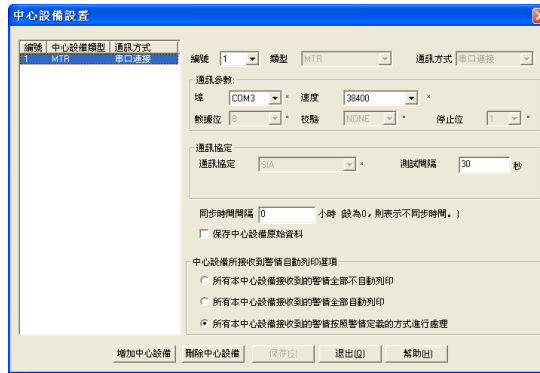 中心設備設置
編號 中心設備類型 通訊方式
1 MTR 串口連接
編號 1 類型 MTR 通訊方式 串口連接
通訊參數:
埠 COM3 * 速度 38400 *
數據位 8 * 校驗 NONE * 停止位 1 *
通訊協定
通訊協定 SIA * 測試間隔 30 秒
同步時間間隔 0 小時 (設為0，則表示不同步時間。)
保存中心設備原始資料
中心設備所接收到警情自動列印選項
所有本中心設備接收到的警情全部不自動列印
所有本中心設備接收到的警情全部自動列印
所有本中心設備接收到的警情按照警情定義的方式進行處理
增加中心設備 刪除中心設備 保存(S) 退出(Q) 幫助(H)